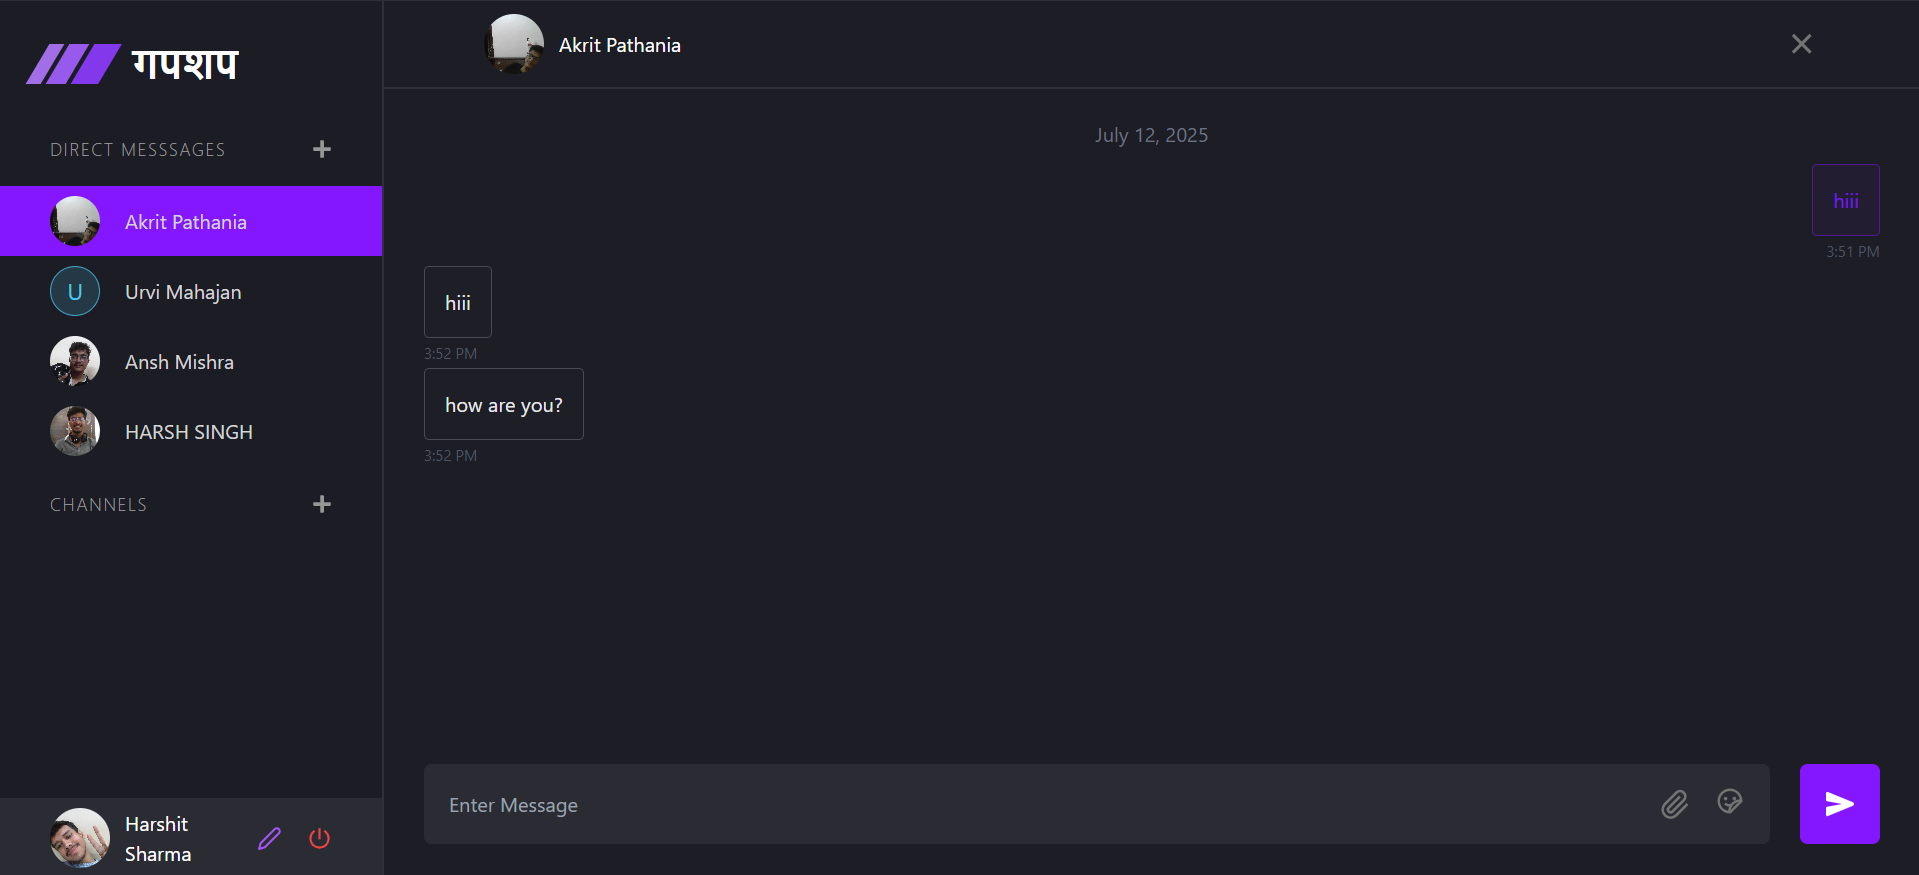 गपशप
DIRECT MESSSAGES
Akrit Pathania
U
Urvi Mahajan
Ansh Mishra
HARSH SINGH
CHANNELS
Harshit
Sharma
Akrit Pathania
July 12, 2025
hiii
3:51 PM
hiii
3:52 PM
how are you?
3:52 PM
Enter Message